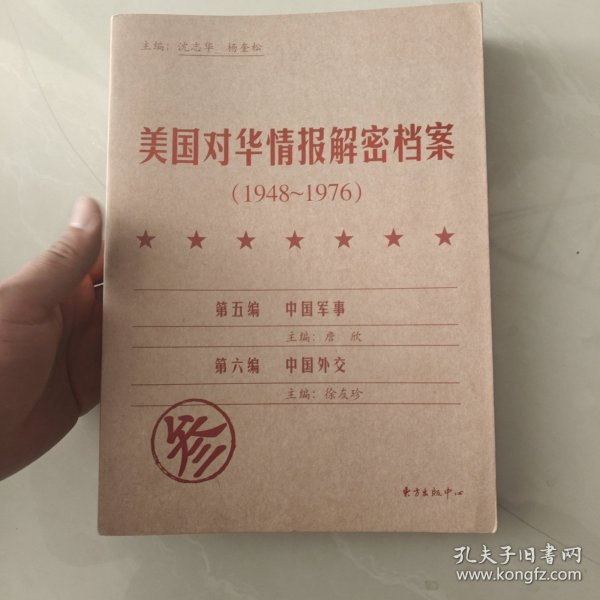 主编：沈志华 杨奎松
美国对华情报解密档案
（1948~1976）
第五编 中国军事
主编：詹 欣
第六编 中国外交
主编：徐友珍
珍
东方出版中心
孔夫子旧书网
www.kongfz.com